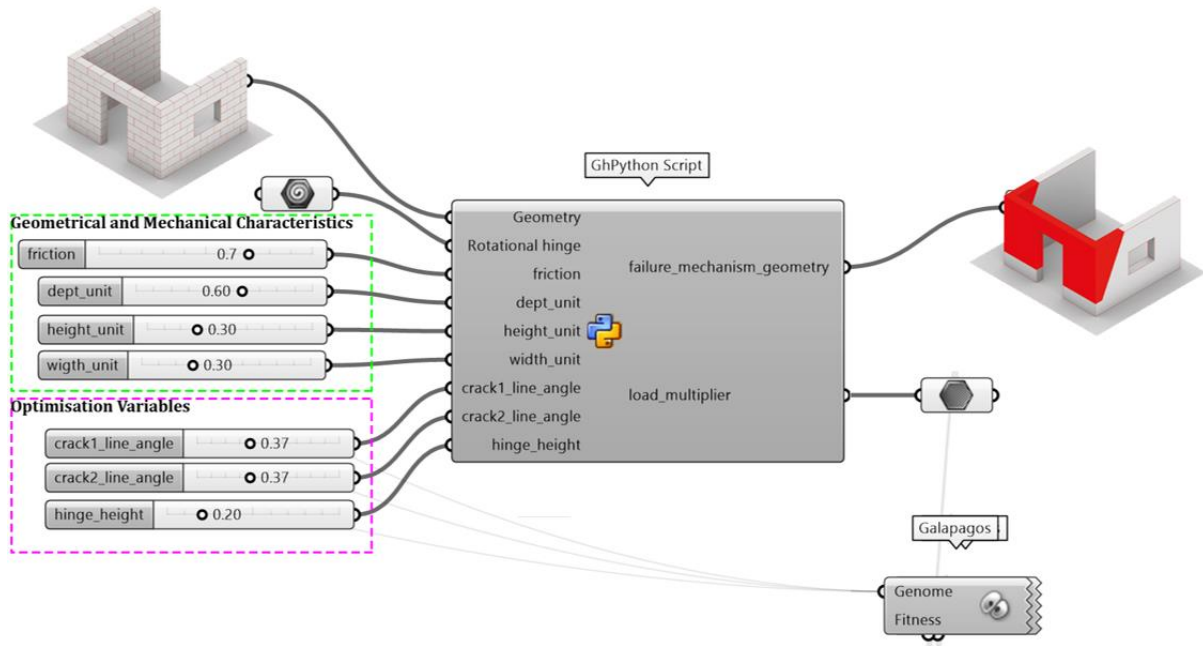 GhPython Script
Geometrical and Mechanical Characteristics
friction 0.7
dept_unit 0.60
height_unit 0.30
wigth_unit 0.30
Optimisation Variables
crack1_line_angle 0.37
crack2_line_angle 0.37
hinge_height 0.20
Geometry
Rotational hinge
friction
dept_unit
height_unit
width_unit
crack1_line_angle
crack2_line_angle
hinge_height
failure_mechanism_geometry
load_multiplier
Galapagos
Genome
Fitness